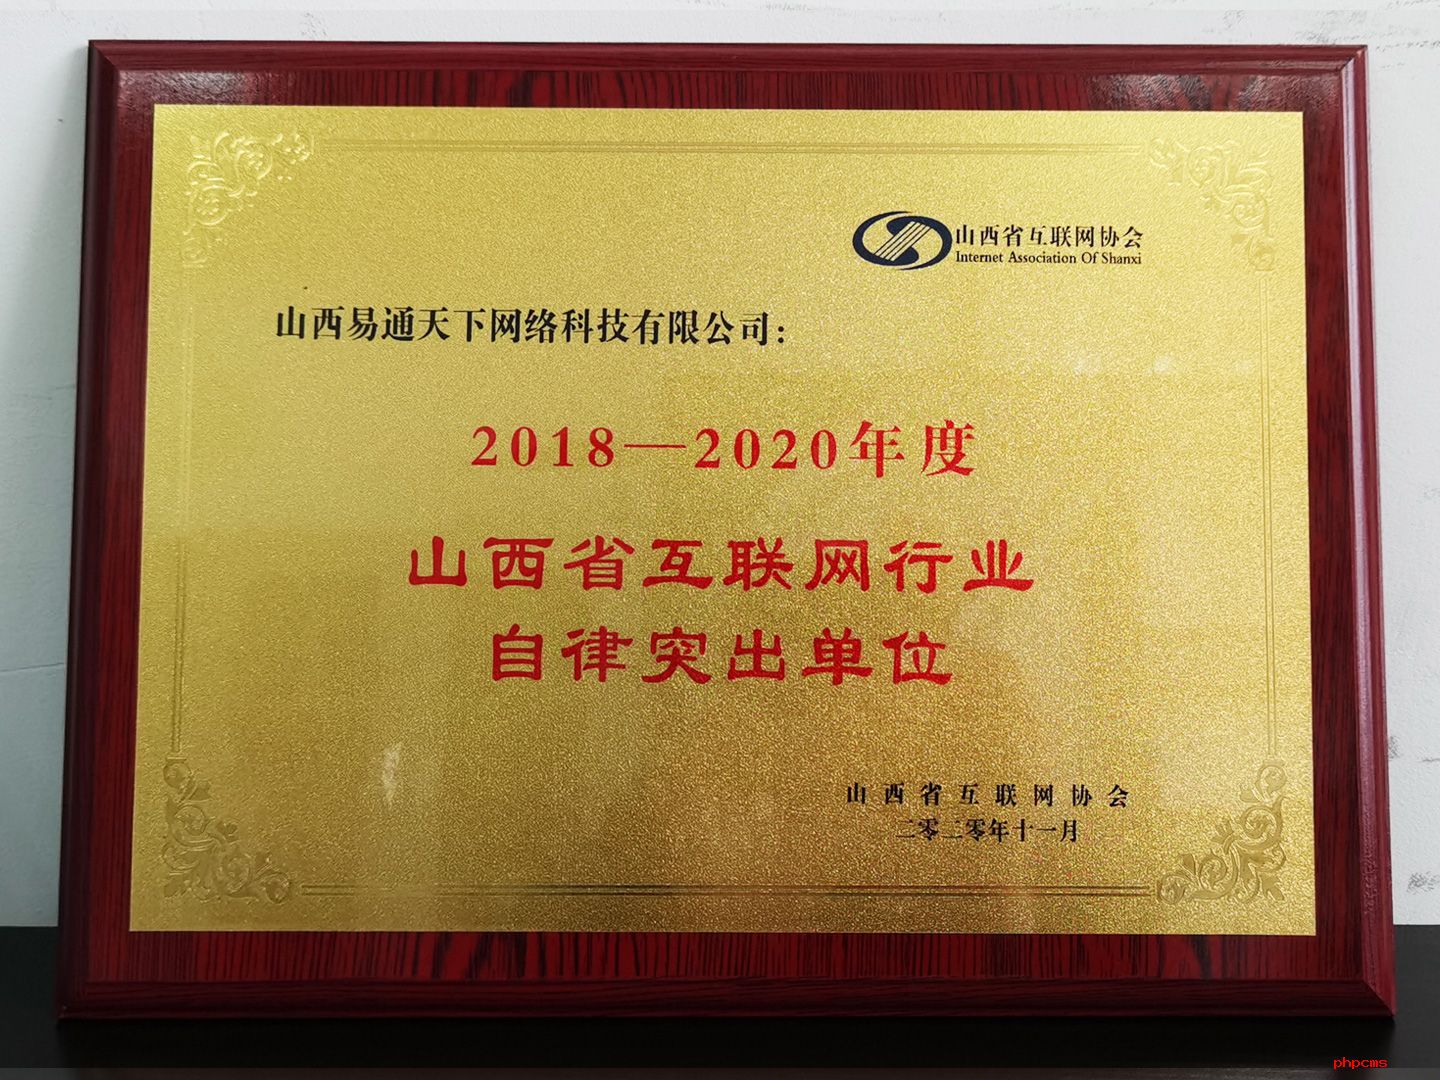 山西省互联网协会
Internet Association Of Shanxi
山西易通天下网络科技有限公司：
2018—2020年度
山西省互联网行业
自律突出单位
山西省互联网协会
二零二零年十一月
phpcms